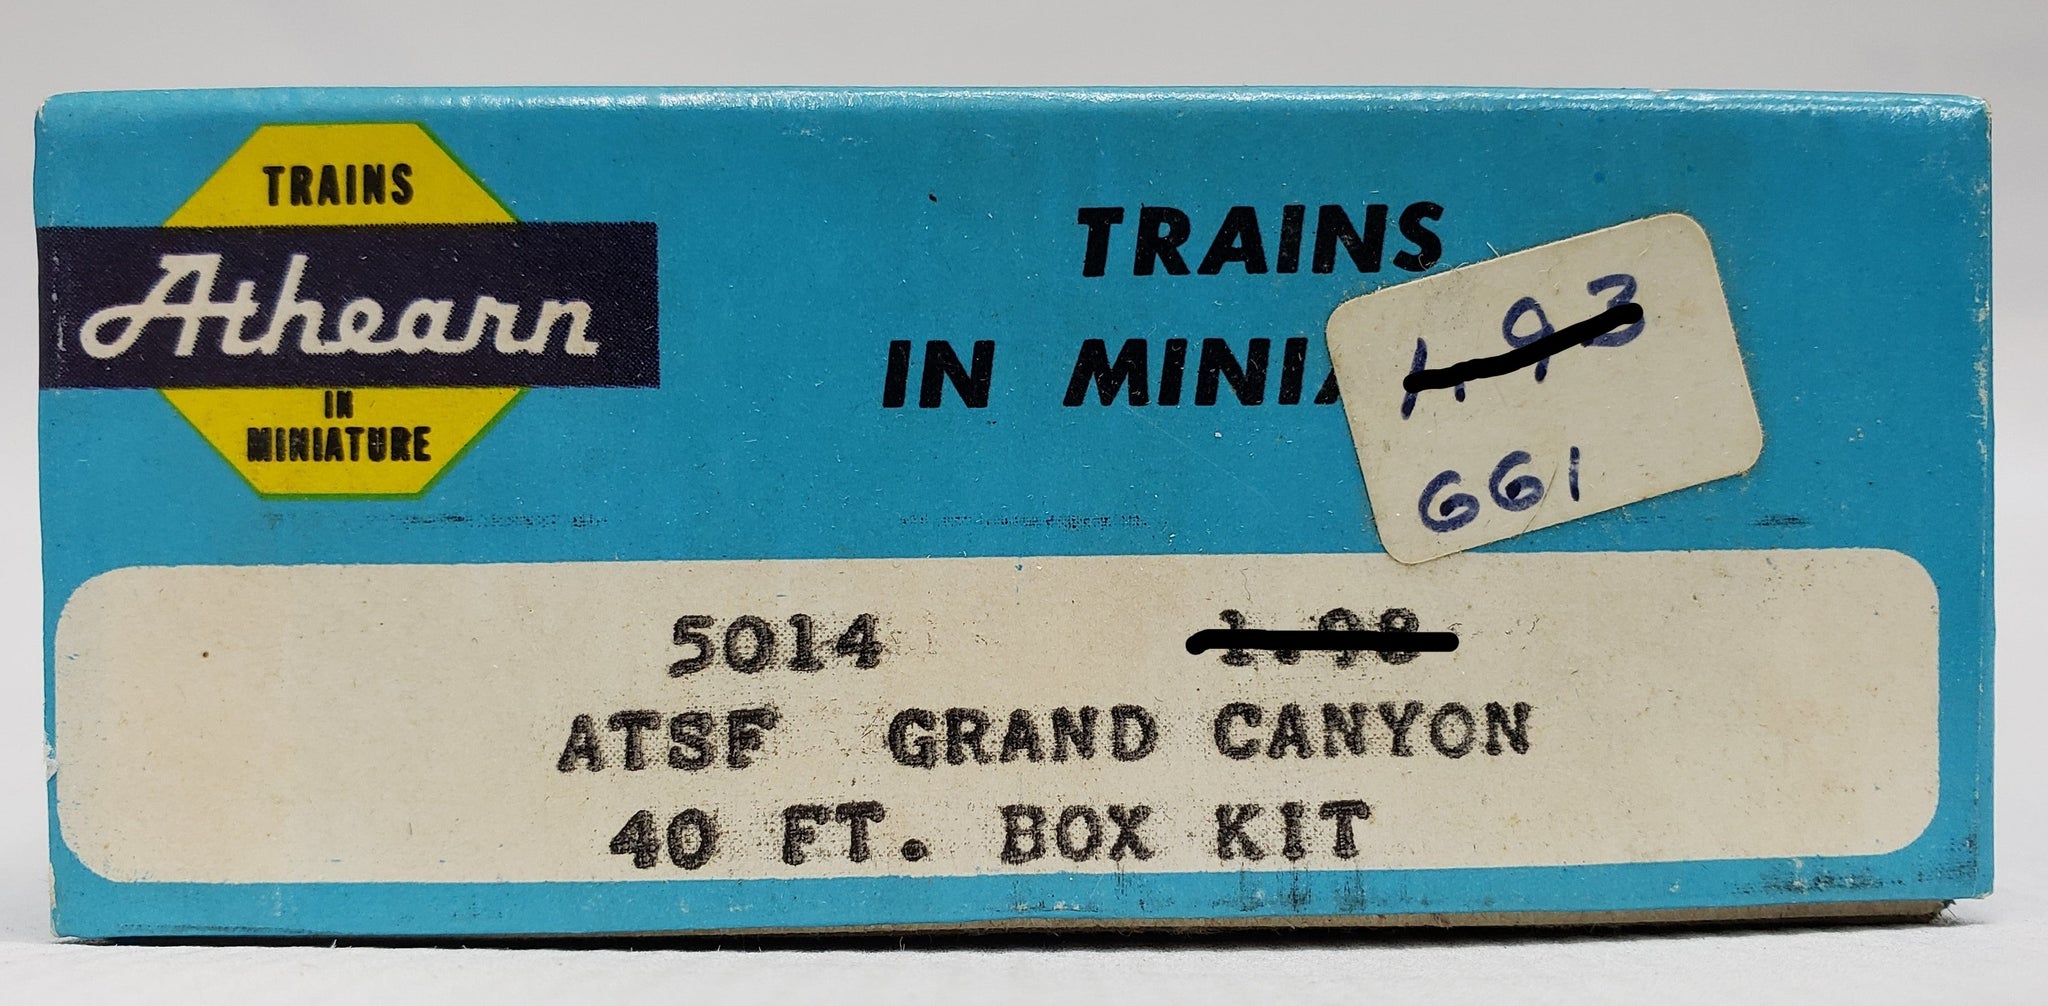 TRAINS
Athearn
IN
MINIATURE
TRAINS
IN MINIA
1.93
661
5014 1.98
ATSF GRAND CANYON
40 FT. BOX KIT